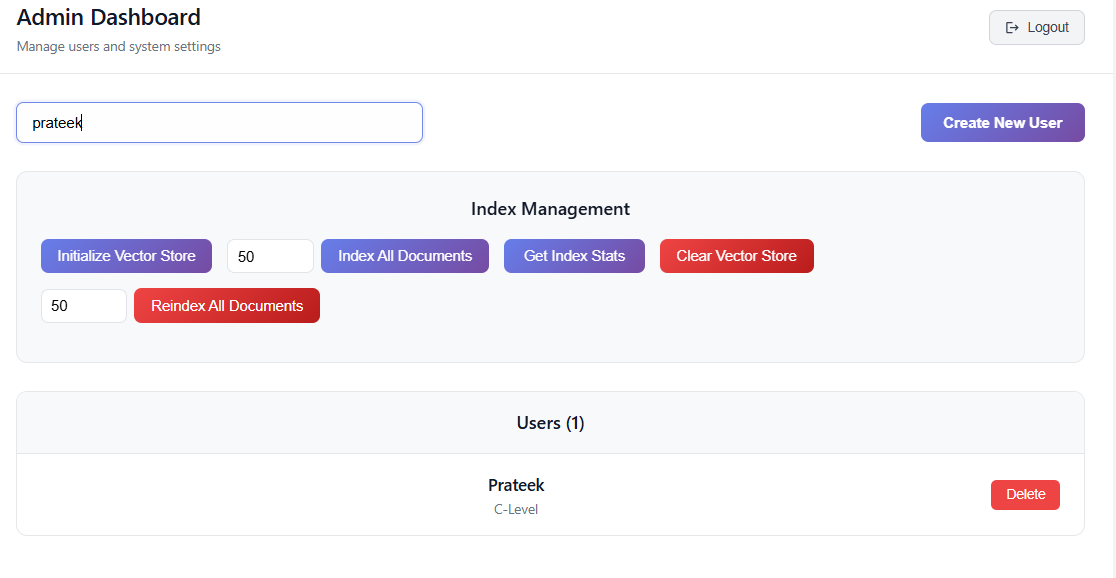 Admin Dashboard
Manage users and system settings
Logout
prateek
Create New User
Index Management
Initialize Vector Store 50 Index All Documents Get Index Stats Clear Vector Store
50 Reindex All Documents
Users (1)
Prateek
C-Level
Delete